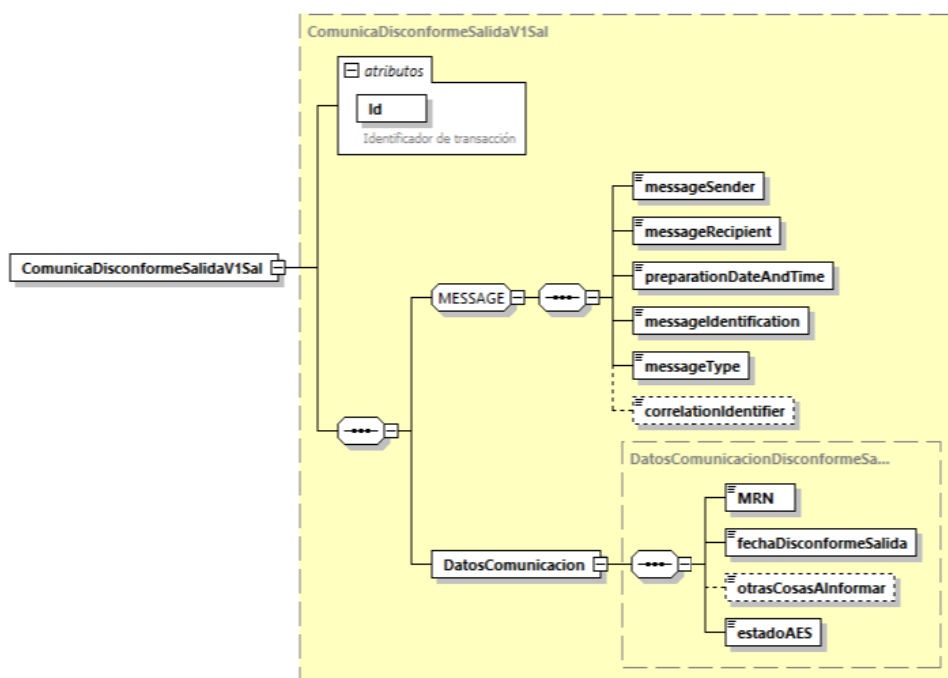 ComunicaDisconformeSalidaV1Sal
atributos
Id
Identificador de transacción
messageSender
messageRecipient
ComunicaDisconformeSalidaV1Sal
preparationDateAndTime
MESSAGE
messageIdentification
messageType
correlationIdentifier
DatosComunicacionDisconformeSa...
MRN
fechaDisconformeSalida
DatosComunicacion
otrasCosasAInformar
estadoAES